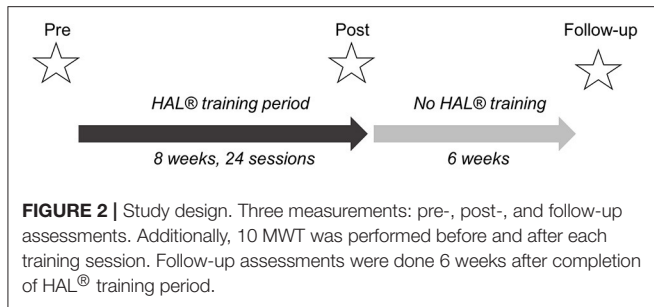 Pre Post Follow-up
HAL® training period No HAL® training
8 weeks, 24 sessions 6 weeks
FIGURE 2 | Study design. Three measurements: pre-, post-, and follow-up
assessments. Additionally, 10 MWT was performed before and after each
training session. Follow-up assessments were done 6 weeks after completion
of HAL® training period.